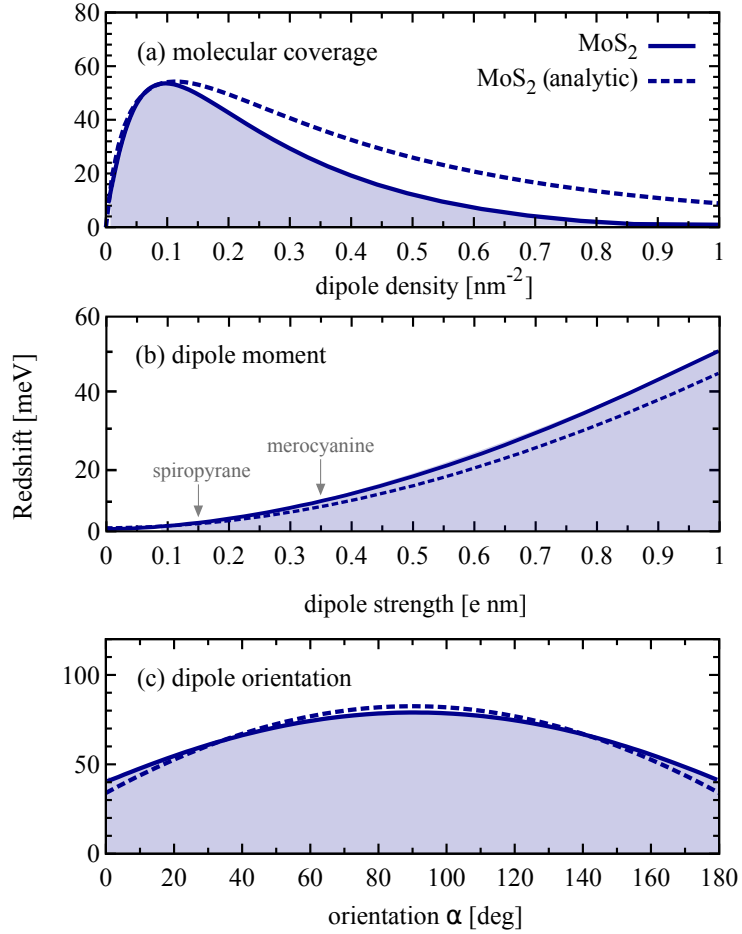 80
60
40
20
0
(a) molecular coverage
MoS2
MoS2 (analytic)
0 0.1 0.2 0.3 0.4 0.5 0.6 0.7 0.8 0.9 1
dipole density [nm-2]
Redshift [meV]
60
40
20
0
(b) dipole moment
merocyanine
spiropyrane
0 0.1 0.2 0.3 0.4 0.5 0.6 0.7 0.8 0.9 1
dipole strength [e nm]
100
50
0
(c) dipole orientation
0 20 40 60 80 100 120 140 160 180
orientation α [deg]